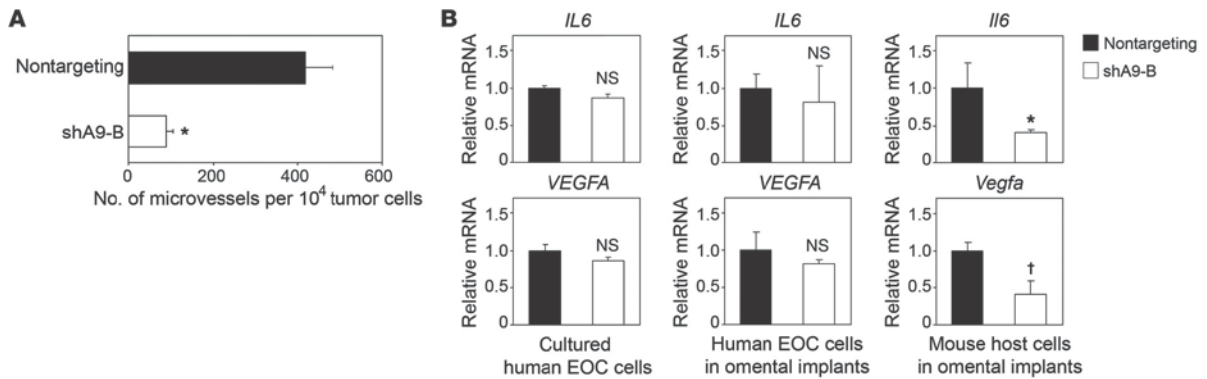 A
Nontargeting
shA9-B
*
0
200
400
600
No. of microvessels per 10⁴ tumor cells
B
IL6
Relative mRNA
1.5
1.0
0.5
0
NS
IL6
Relative mRNA
1.5
1.0
0.5
0
NS
Il6
Relative mRNA
1.5
1.0
0.5
0
*
Nontargeting
shA9-B
VEGFA
Relative mRNA
1.5
1.0
0.5
0
NS
Cultured
human EOC cells
VEGFA
Relative mRNA
1.5
1.0
0.5
0
NS
Human EOC cells
in omental implants
Vegfa
Relative mRNA
1.5
1.0
0.5
0
†
Mouse host cells
in omental implants